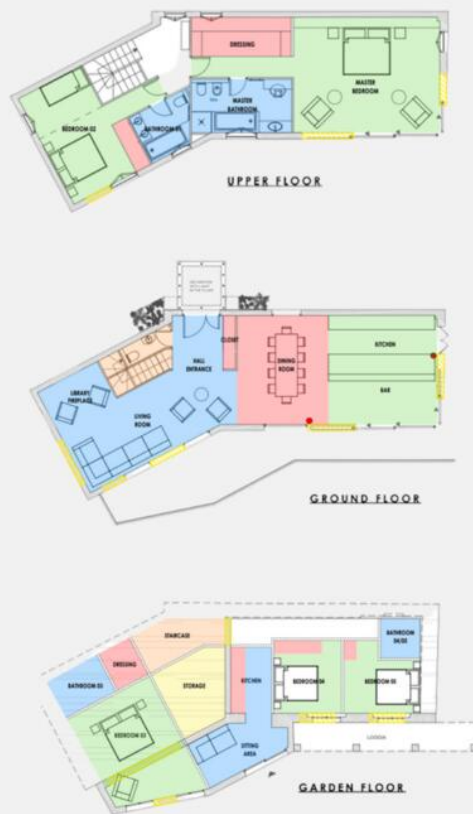 DRESSING
MASTER
BEDROOM
MASTER
BATHROOM
BEDROOM 02
UPPER FLOOR
HALL
ENTRANCE
CLOSET
DINING
ROOM
KITCHEN
BAR
LIBRARY/
FIREPLACE
LIVING
ROOM
GROUND FLOOR
STAIRCASE
DRESSING
BATHROOM 03
STORAGE
KITCHEN
BATHROOM
04/05
BEDROOM 04
BEDROOM 05
BEDROOM 03
SITTING
AREA
LOGGIA
GARDEN FLOOR